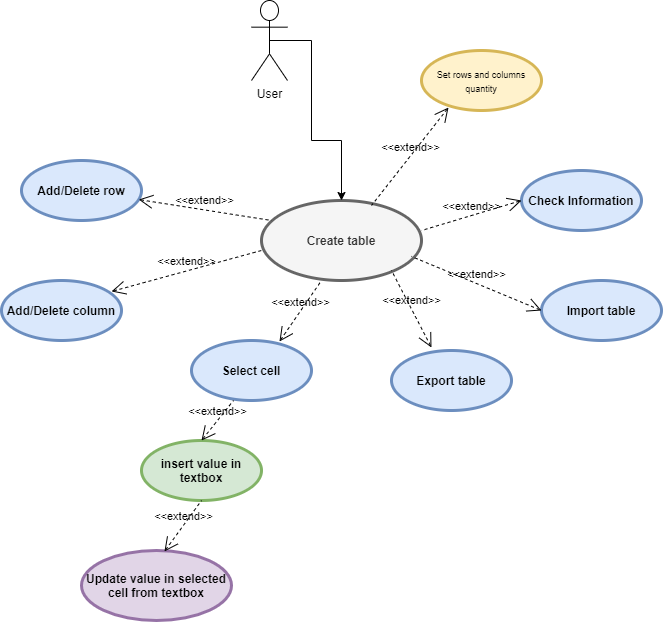 User
Set rows and columns
quantity
<<extend>>
Add/Delete row
<<extend>>
<<extend>>
Check Information
Create table
<<extend>>
<<extend>>
Add/Delete column
<<extend>>
<<extend>>
Import table
Select cell
Export table
<<extend>>
insert value in
textbox
<<extend>>
Update value in selected
cell from textbox